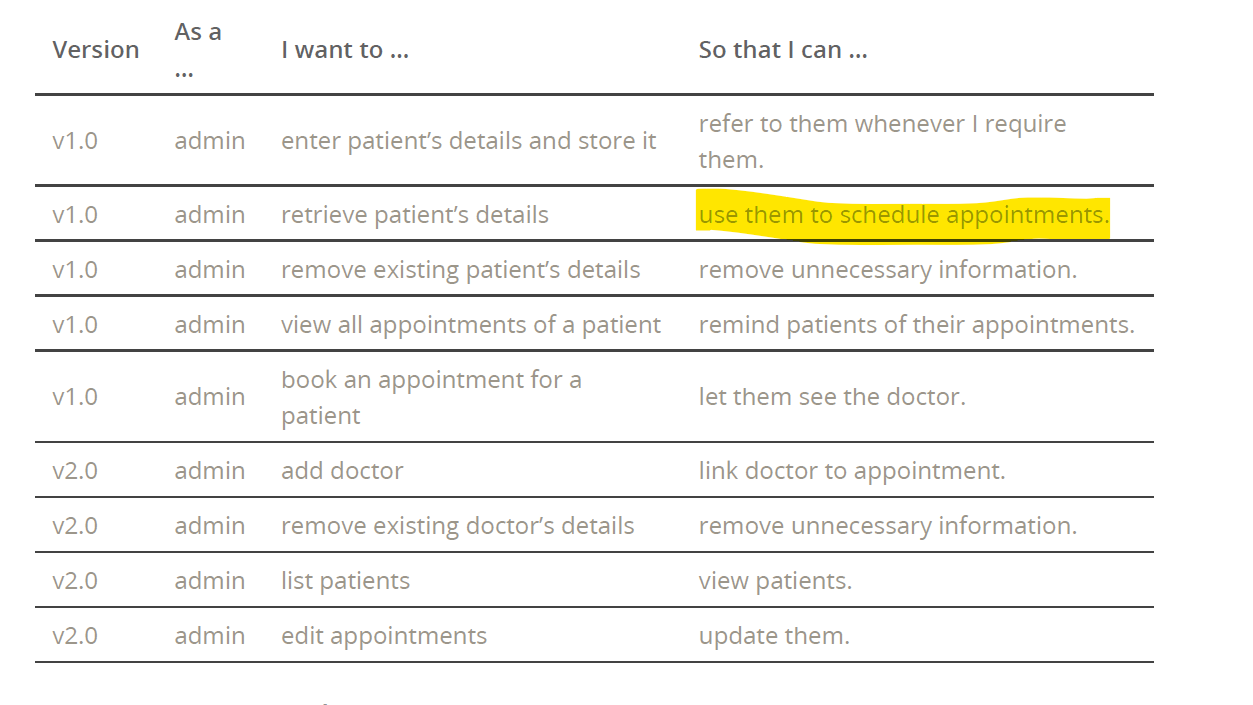 Version As a ... I want to ... So that I can ...
v1.0 admin enter patient’s details and store it refer to them whenever I require
them.
v1.0 admin retrieve patient’s details use them to schedule appointments.
v1.0 admin remove existing patient’s details remove unnecessary information.
v1.0 admin view all appointments of a patient remind patients of their appointments.
v1.0 admin book an appointment for a
patient let them see the doctor.
v2.0 admin add doctor link doctor to appointment.
v2.0 admin remove existing doctor’s details remove unnecessary information.
v2.0 admin list patients view patients.
v2.0 admin edit appointments update them.